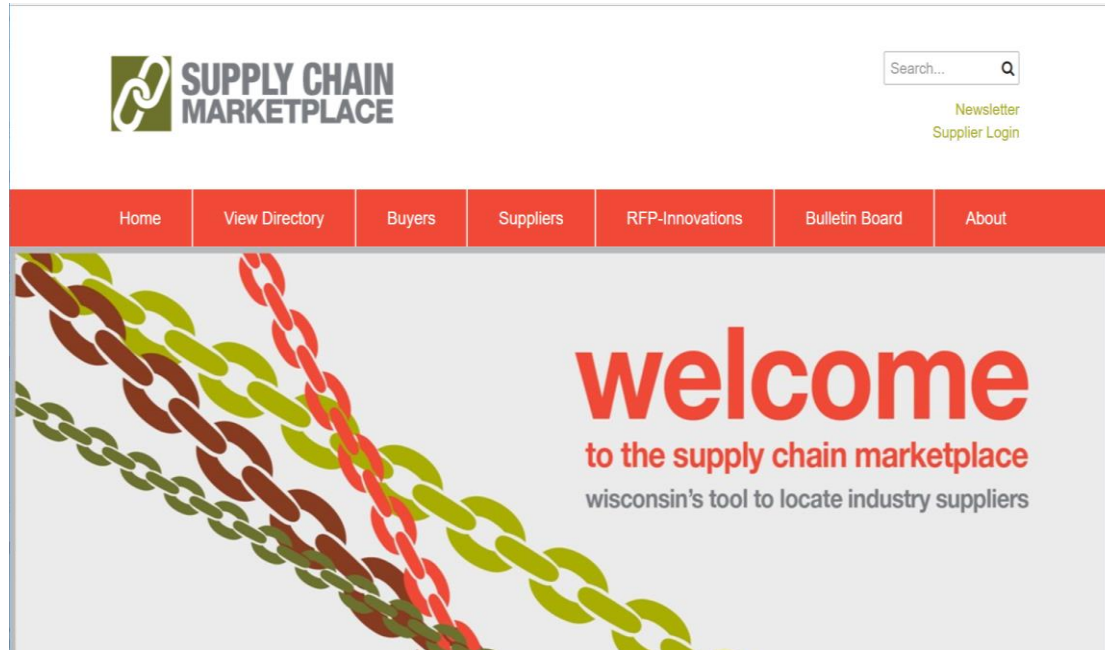 SUPPLY CHAIN
MARKETPLACE
Search...
Newsletter
Supplier Login
Home View Directory Buyers Suppliers RFP-Innovations Bulletin Board About
welcome
to the supply chain marketplace
wisconsin's tool to locate industry suppliers